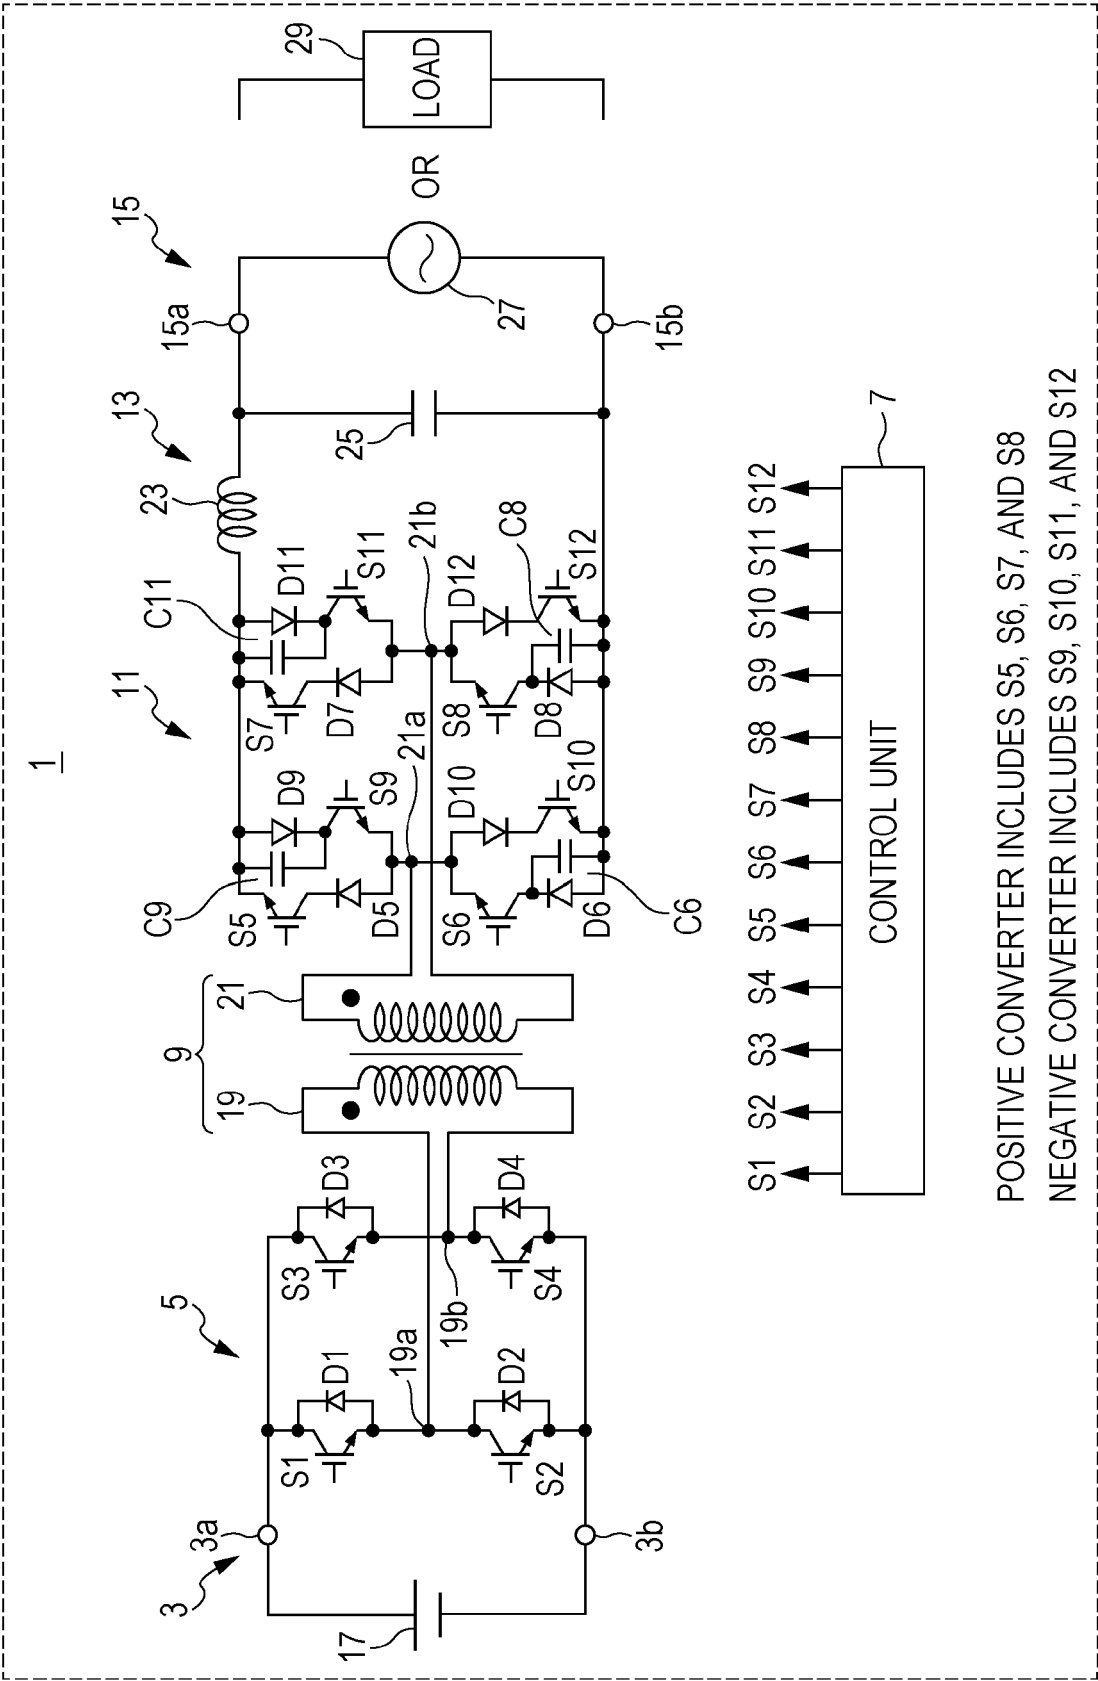 1
3
3a
3b
17
5
S1
D1
S2
D2
19a
S3
D3
S4
D4
19b
9
19
21
11
C9
S5
D5
D9
S9
21a
S6
D6
C6
D10
S10
C11
S7
D7
D11
S11
21b
S8
D8
C8
D12
S12
13
23
25
15
15a
15b
27
OR
29
LOAD
S1 S2 S3 S4 S5 S6 S7 S8 S9 S10 S11 S12
CONTROL UNIT
7
POSITIVE CONVERTER INCLUDES S5, S6, S7, AND S8
NEGATIVE CONVERTER INCLUDES S9, S10, S11, AND S12